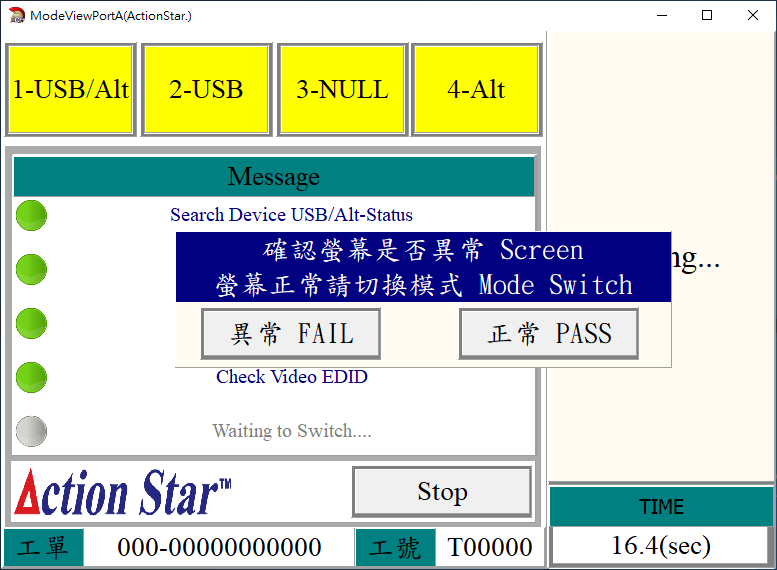 ModeViewPortA(ActionStar.)
1-USB/Alt
2-USB
3-NULL
4-Alt
Message
Search Device USB/Alt-Status
確認螢幕是否異常 Screen
螢幕正常請切換模式 Mode Switch
ng...
異常 FAIL
正常 PASS
Check Video EDID
Waiting to Switch....
Action Star™
Stop
TIME
工單
000-00000000000
工號
T00000
16.4(sec)